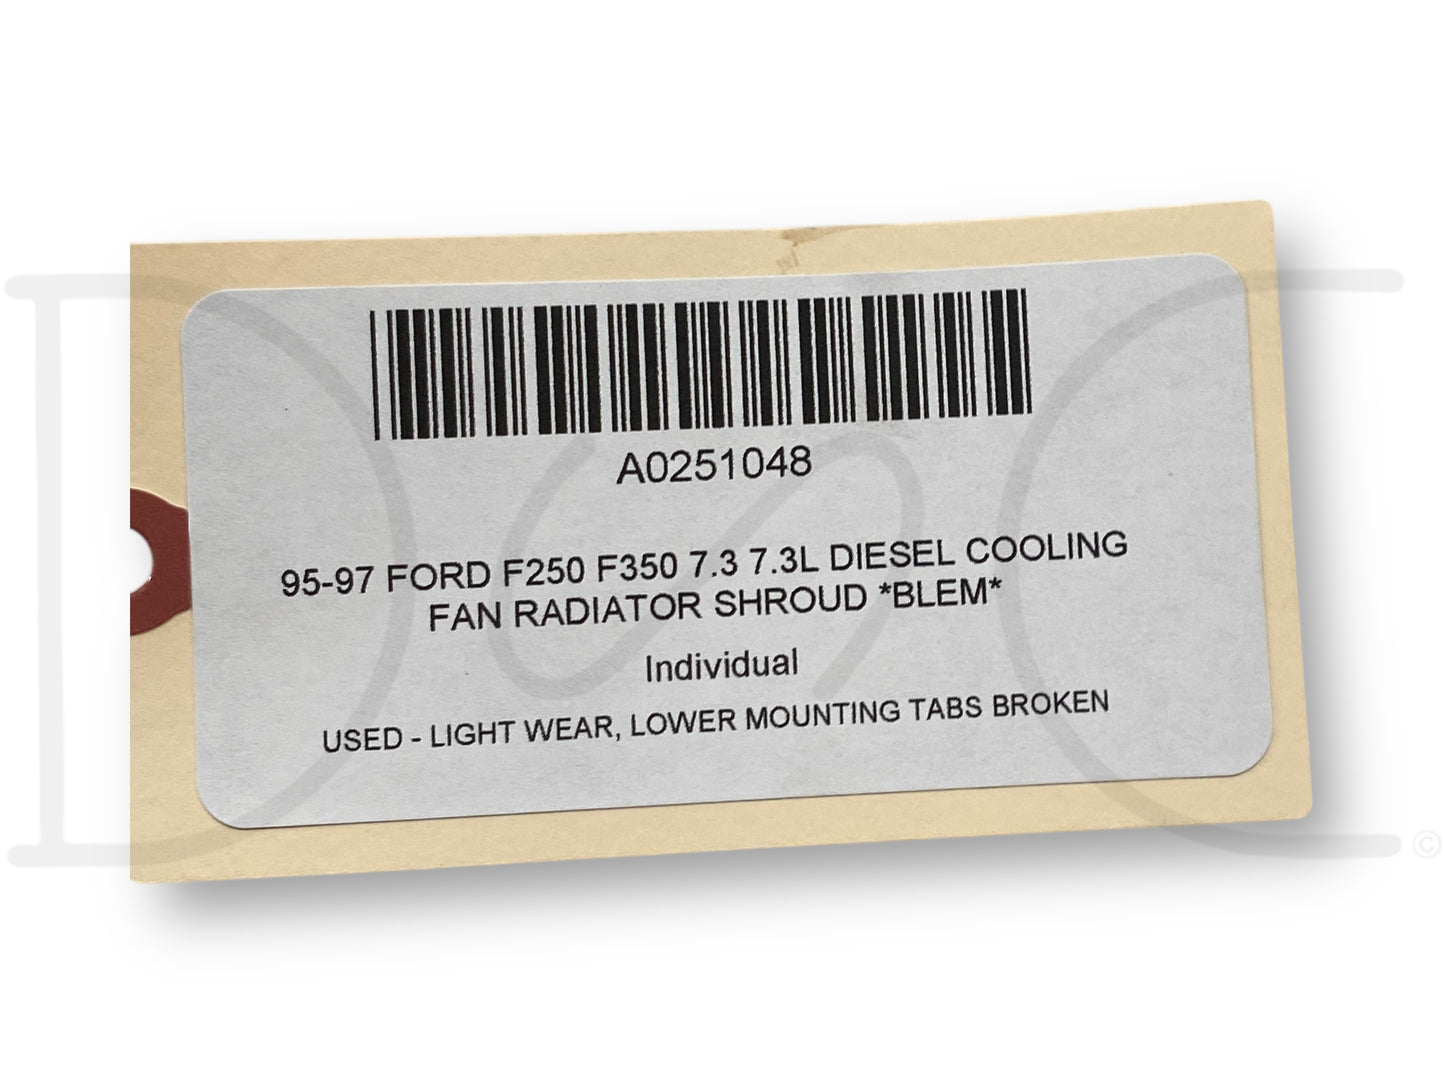 A0251048
95-97 FORD F250 F350 7.3 7.3L DIESEL COOLING
FAN RADIATOR SHROUD *BLEM*
Individual
USED - LIGHT WEAR, LOWER MOUNTING TABS BROKEN
©